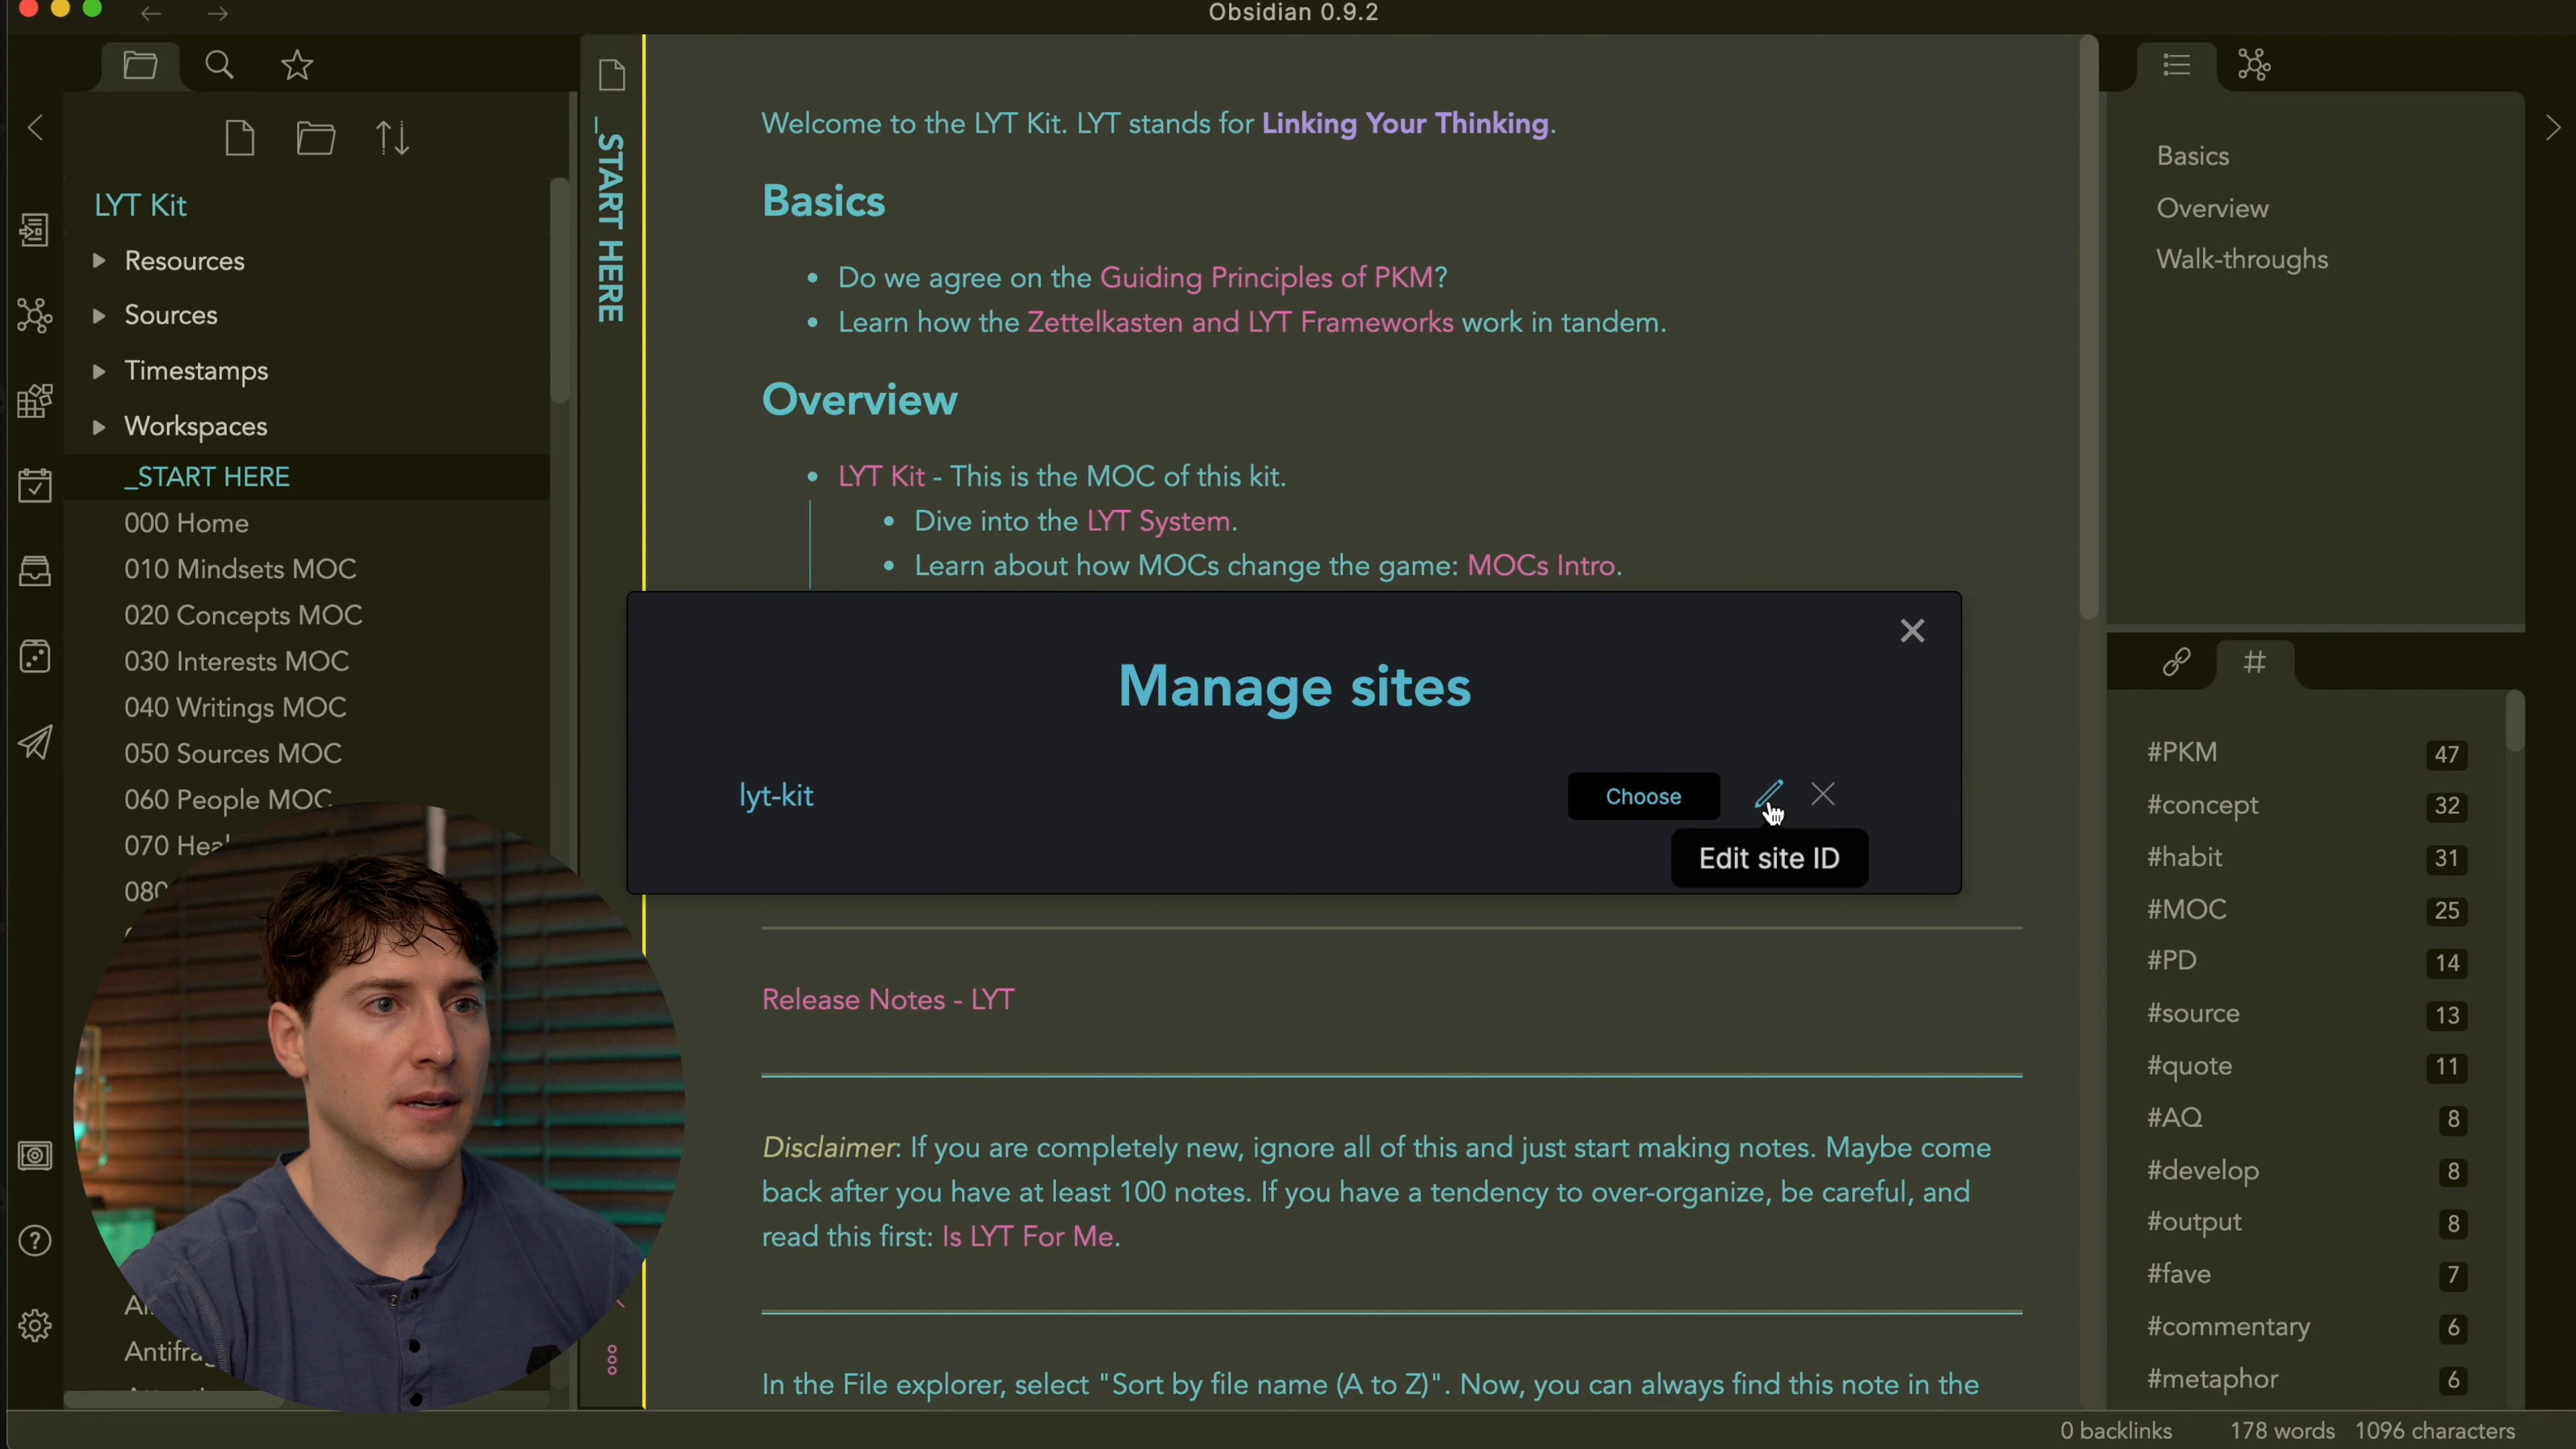 Obsidian 0.9.2
LYT Kit
Resources
Sources
Timestamps
Workspaces
_START HERE
000 Home
010 Mindsets MOC
020 Concepts MOC
030 Interests MOC
040 Writings MOC
050 Sources MOC
060 People MOC
070
080
_START HERE
Welcome to the LYT Kit. LYT stands for Linking Your Thinking.
Basics
Do we agree on the Guiding Principles of PKM?
Learn how the Zettelkasten and LYT Frameworks work in tandem.
Overview
LYT Kit - This is the MOC of this kit.
Dive into the LYT System.
Learn about how MOCs change the game: MOCs Intro.
Manage sites
lyt-kit
Choose
Edit site ID
Release Notes - LYT
Disclaimer: If you are completely new, ignore all of this and just start making notes. Maybe come
back after you have at least 100 notes. If you have a tendency to over-organize, be careful, and
read this first: Is LYT For Me.
In the File explorer, select "Sort by file name (A to Z)". Now, you can always find this note in the
Basics
Overview
Walk-throughs
#PKM 47
#concept 32
#habit 31
#MOC 25
#PD 14
#source 13
#quote 11
#AQ 8
#develop 8
#output 8
#fave 7
#commentary 6
#metaphor 6
0 backlinks 178 words 1096 characters